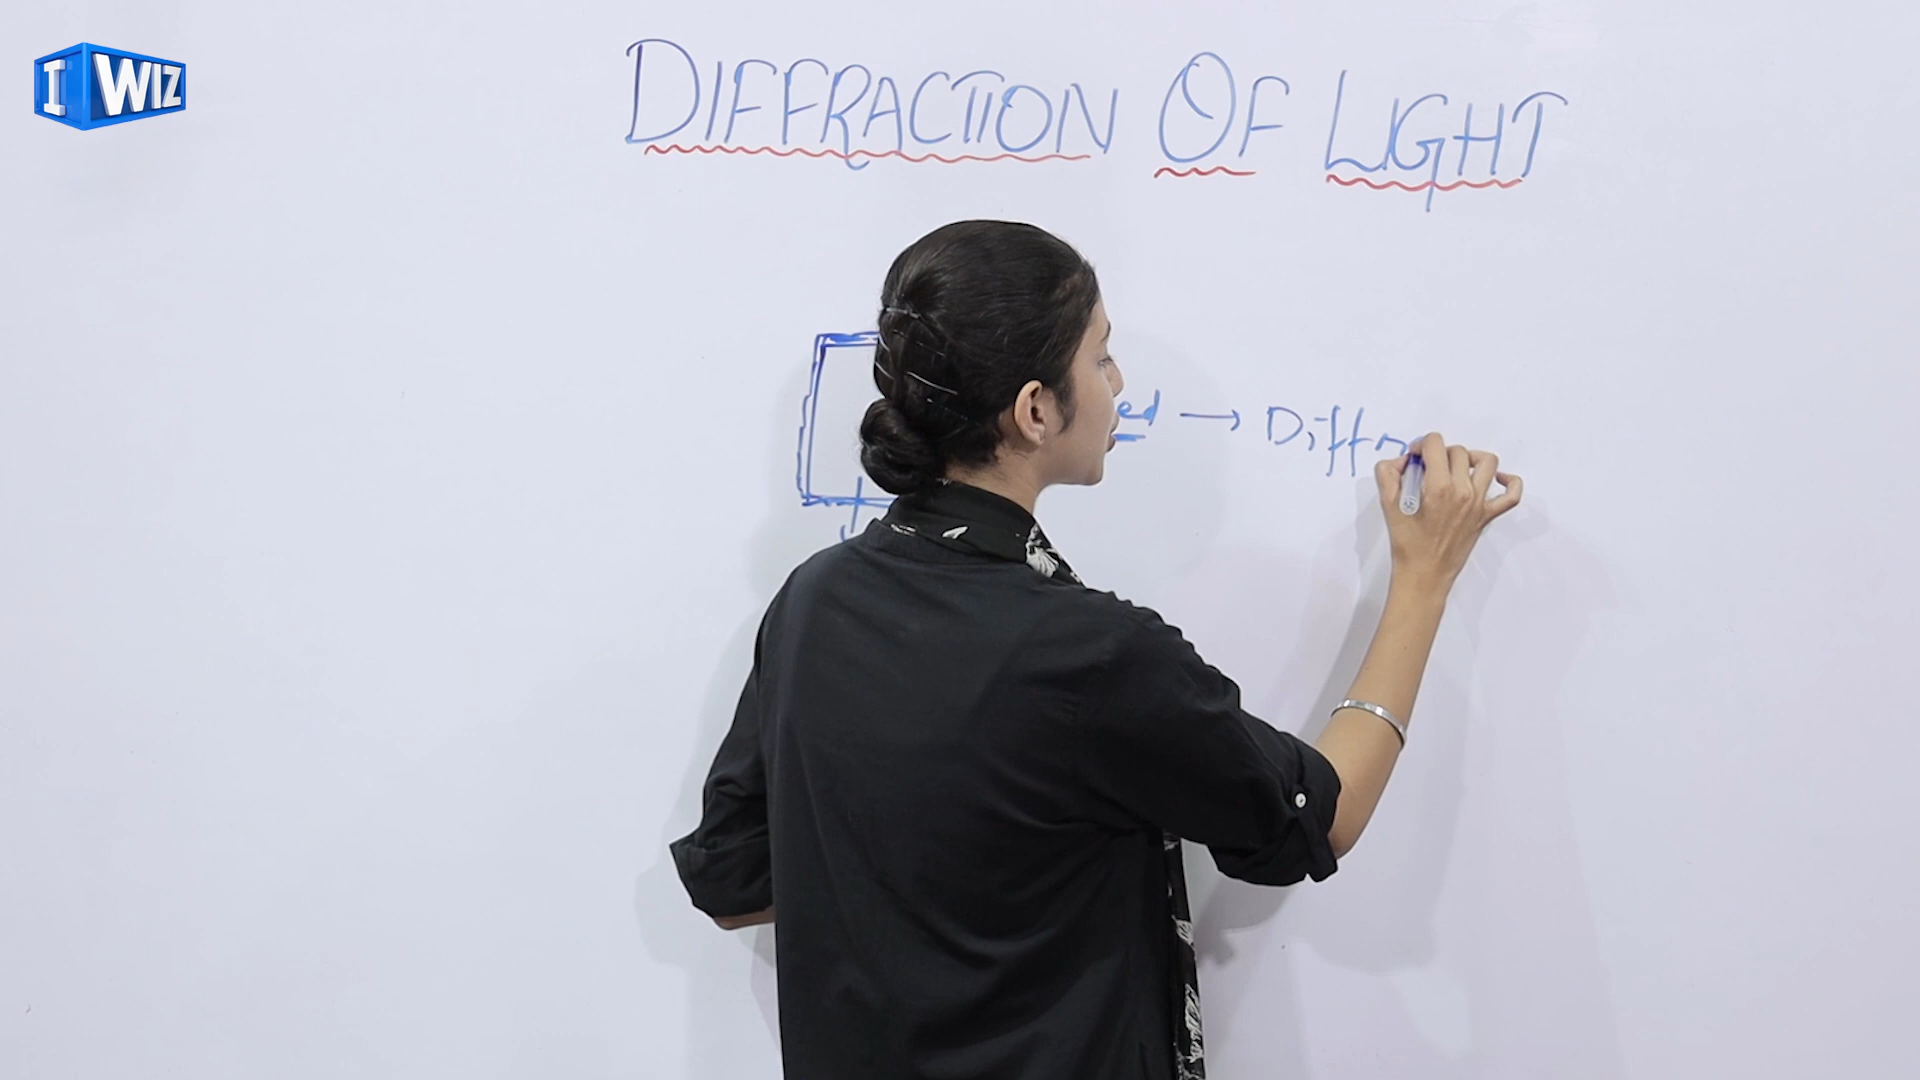 I WIZ
DIFFRACTION OF LIGHT
ed → Diffr